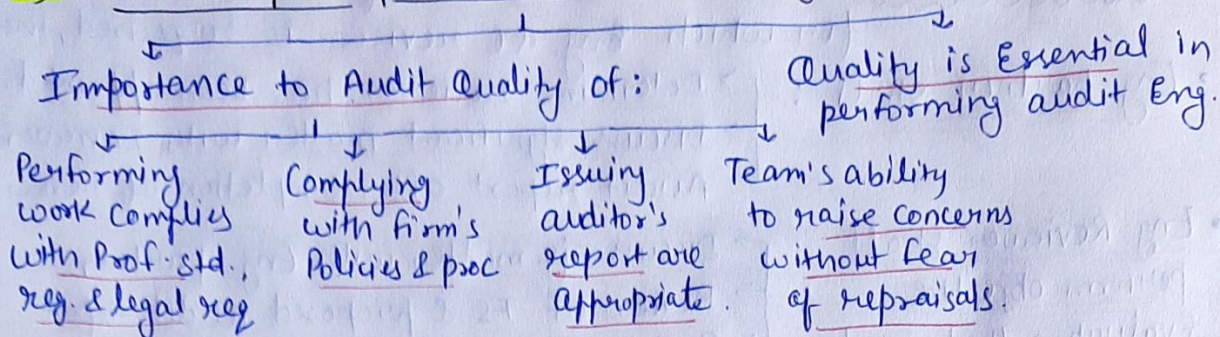 Importance to Audit Quality of:
Quality is Essential in
performing audit Eng.
Performing
work Complies
with Prof. std.,
reg. & legal req
Complying
with firm's
Policies & proc
Issuing
auditor's
report are
appropriate.
Team's ability
to raise concerns
without fear
of repraisals.